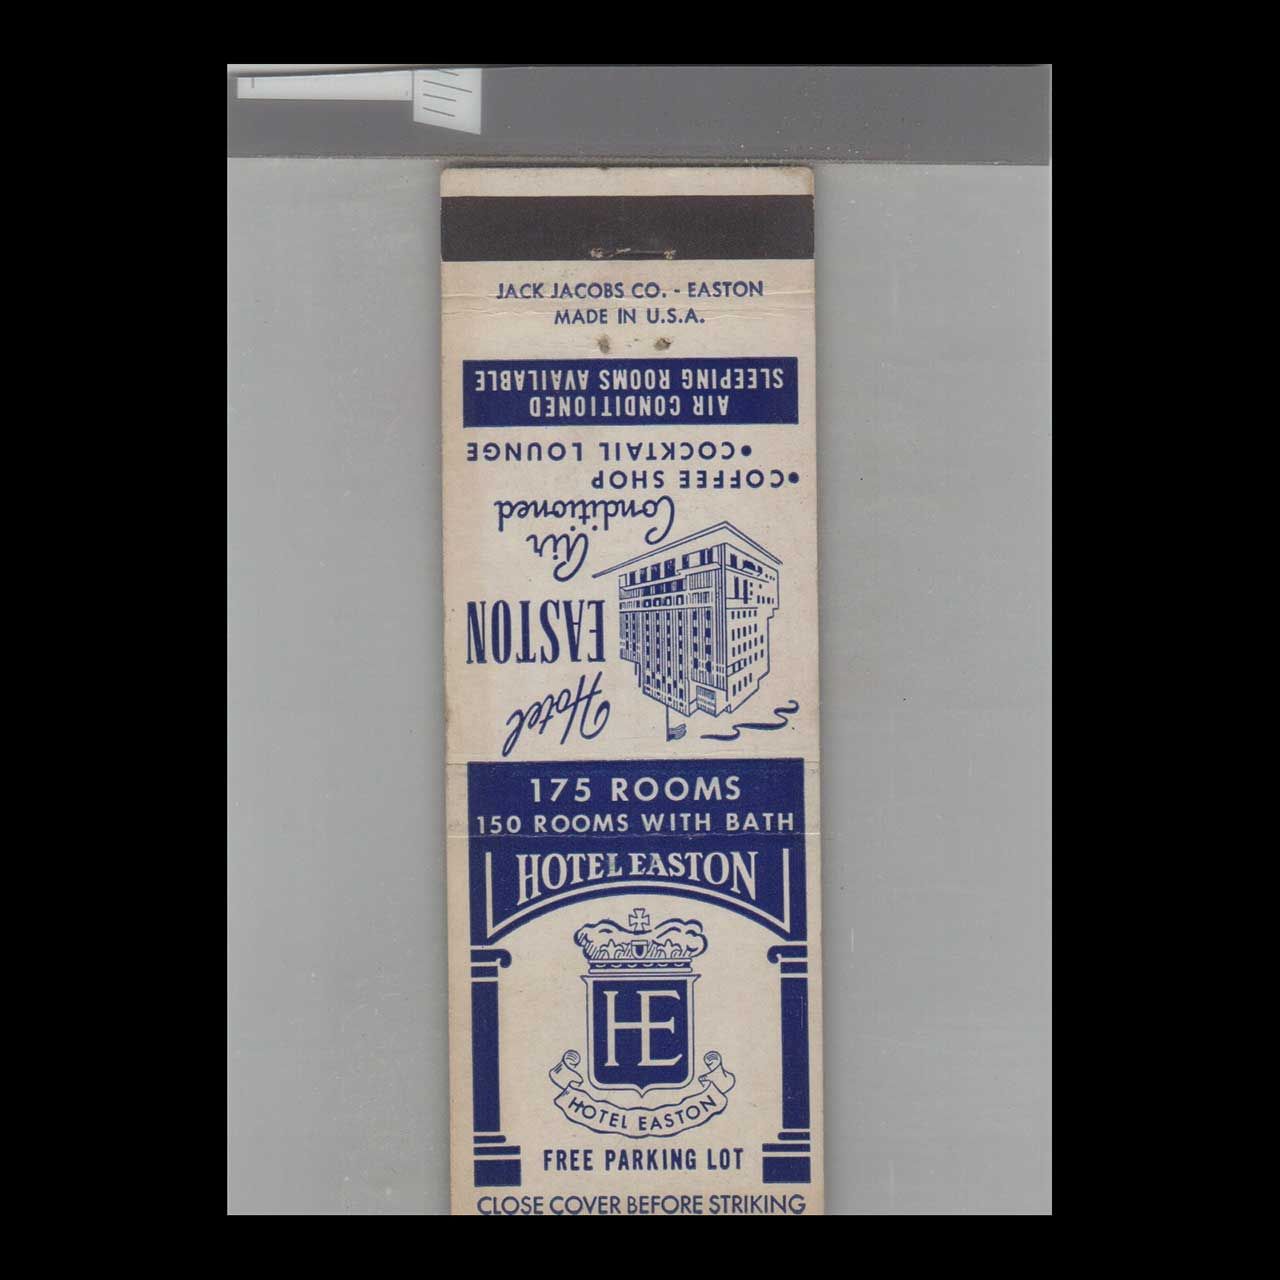 JACK JACOBS CO. - EASTON
MADE IN U.S.A.
Hotel
EASTON
Air
Conditioned
•COFFEE SHOP
•COCKTAIL LOUNGE
AIR CONDITIONED
SLEEPING ROOMS AVAILABLE
175 ROOMS
150 ROOMS WITH BATH
HOTEL EASTON
HE
HOTEL EASTON
FREE PARKING LOT
CLOSE COVER BEFORE STRIKING